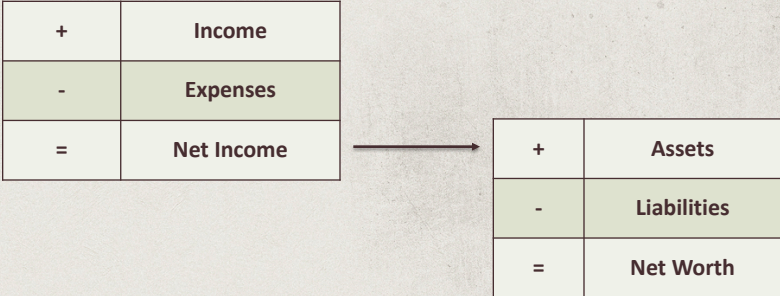 + Income
- Expenses
= Net Income
+ Assets
- Liabilities
= Net Worth